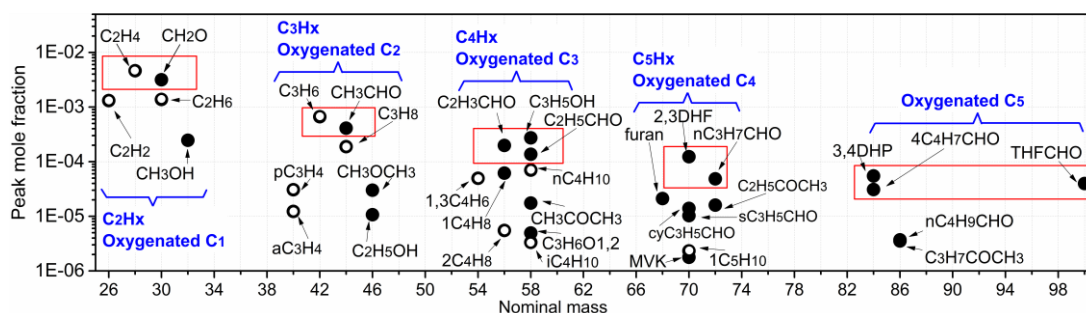 Peak mole fraction
1E-02
1E-03
1E-04
1E-05
1E-06
C2H4
CH2O
C2H6
C2H2
CH3OH
C2Hx
Oxygenated C1
C3Hx
Oxygenated C2
C3H6
CH3CHO
C3H8
pC3H4
CH3OCH3
aC3H4
C2H5OH
C4Hx
Oxygenated C3
C2H3CHO
C3H5OH
C2H5CHO
nC4H10
1,3C4H6
1C4H8
CH3COCH3
2C4H8
C3H6O1,2
iC4H10
C5Hx
Oxygenated C4
2,3DHF
furan
nC3H7CHO
C2H5COCH3
sC3H5CHO
cyC3H5CHO
MVK
1C5H10
Oxygenated C5
3,4DHP
4C4H7CHO
THFCHO
nC4H9CHO
C3H7COCH3
26 28 30 32 34 38 40 42 44 46 48 52 54 56 58 60 62 66 68 70 72 74 82 84 86 88 90 92 94 96 98 100
Nominal mass